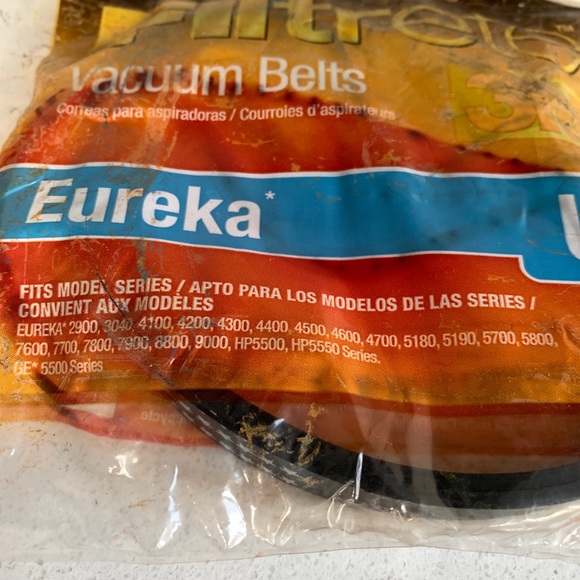 Filtrete
Vacuum Belts
Correas para aspiradoras / Courroies d'aspirateurs
3
Eureka*
U
FITS MODEL SERIES / APTO PARA LOS MODELOS DE LAS SERIES /
CONVIENT AUX MODÈLES
EUREKA* 2900, 3040, 4100, 4200, 4300, 4400, 4500, 4600, 4700, 5180, 5190, 5700, 5800,
7600, 7700, 7800, 7900, 8800, 9000, HP5500, HP5550 Series.
GE* 5500 Series